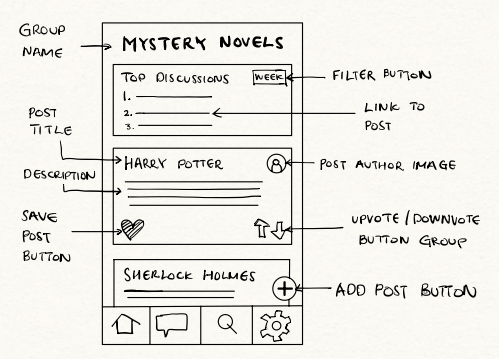 GROUP
NAME
MYSTERY NOVELS
TOP DISCUSSIONS
WEEK
FILTER BUTTON
1.
2.
3.
LINK TO
POST
POST
TITLE
HARRY POTTER
POST AUTHOR IMAGE
DESCRIPTION
SAVE
POST
BUTTON
UPVOTE/DOWNVOTE
BUTTON GROUP
SHERLOCK HOLMES
ADD POST BUTTON